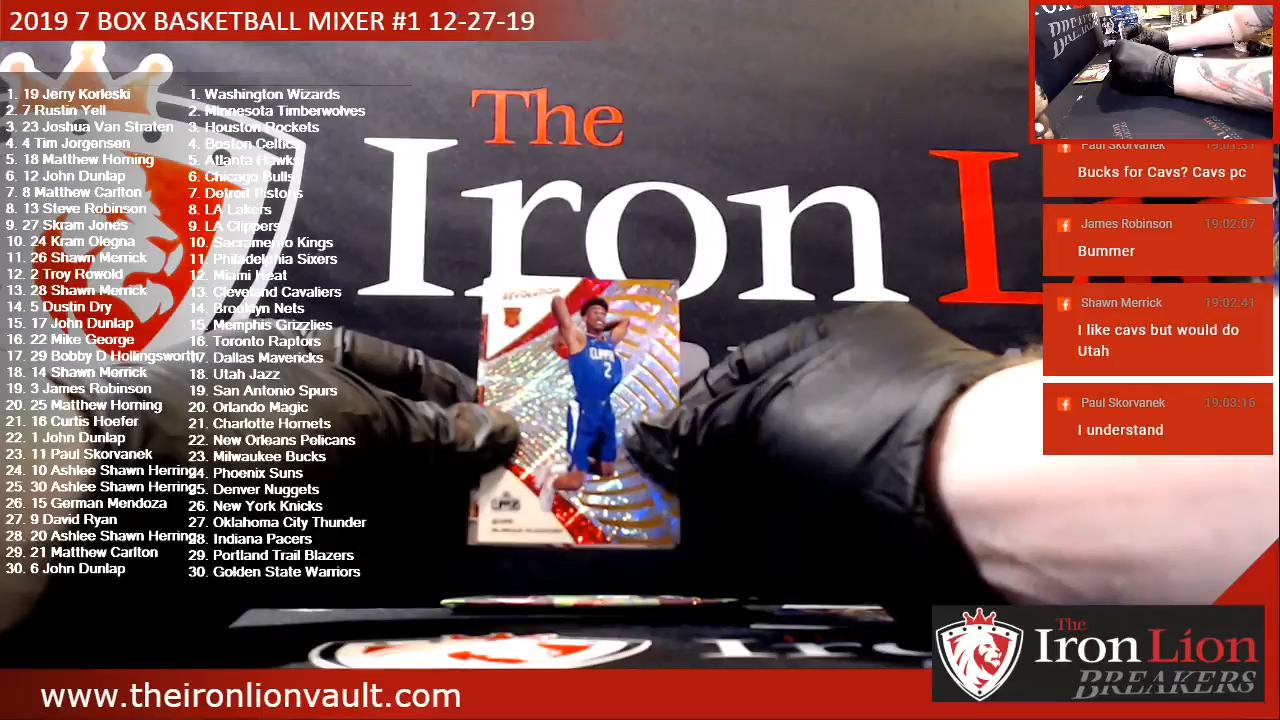 2019 7 BOX BASKETBALL MIXER #1 12-27-19
1. 19 Jerry Korleski
2. 7 Rustin Yell
3. 23 Joshua Van Straten
4. 4 Tim Jorgensen
5. 18 Matthew Horning
6. 12 John Dunlap
7. 8 Matthew Carlton
8. 13 Steve Robinson
9. 27 Skram Jones
10. 24 Kram Olegna
11. 26 Shawn Merrick
12. 2 Troy Rowold
13. 28 Shawn Merrick
14. 5 Dustin Dry
15. 17 John Dunlap
16. 22 Mike George
17. 29 Bobby D Hollingsworth
18. 14 Shawn Merrick
19. 3 James Robinson
20. 25 Matthew Horning
21. 16 Curtis Hoefer
22. 1 John Dunlap
23. 11 Paul Skorvanek
24. 10 Ashlee Shawn Herring
25. 30 Ashlee Shawn Herring
26. 15 German Mendoza
27. 9 David Ryan
28. 20 Ashlee Shawn Herring
29. 21 Matthew Carlton
30. 6 John Dunlap
1. Washington Wizards
2. Minnesota Timberwolves
3. Houston Rockets
4. Boston Celtics
5. Atlanta Hawks
6. Chicago Bulls
7. Detroit Pistons
8. LA Lakers
9. LA Clippers
10. Sacramento Kings
11. Philadelphia Sixers
12. Miami Heat
13. Cleveland Cavaliers
14. Brooklyn Nets
15. Memphis Grizzlies
16. Toronto Raptors
17. Dallas Mavericks
18. Utah Jazz
19. San Antonio Spurs
20. Orlando Magic
21. Charlotte Hornets
22. New Orleans Pelicans
23. Milwaukee Bucks
24. Phoenix Suns
25. Denver Nuggets
26. New York Knicks
27. Oklahoma City Thunder
28. Indiana Pacers
29. Portland Trail Blazers
30. Golden State Warriors
The
Iron L
REVOLUTION
CLIPPE
2
Paul Skorvanek 19:01:31
Bucks for Cavs? Cavs pc
James Robinson 19:02:07
Bummer
Shawn Merrick 19:02:41
I like cavs but would do
Utah
Paul Skorvanek 19:03:16
I understand
The
Iron Lion
BREAKERS
www.theironlionvault.com